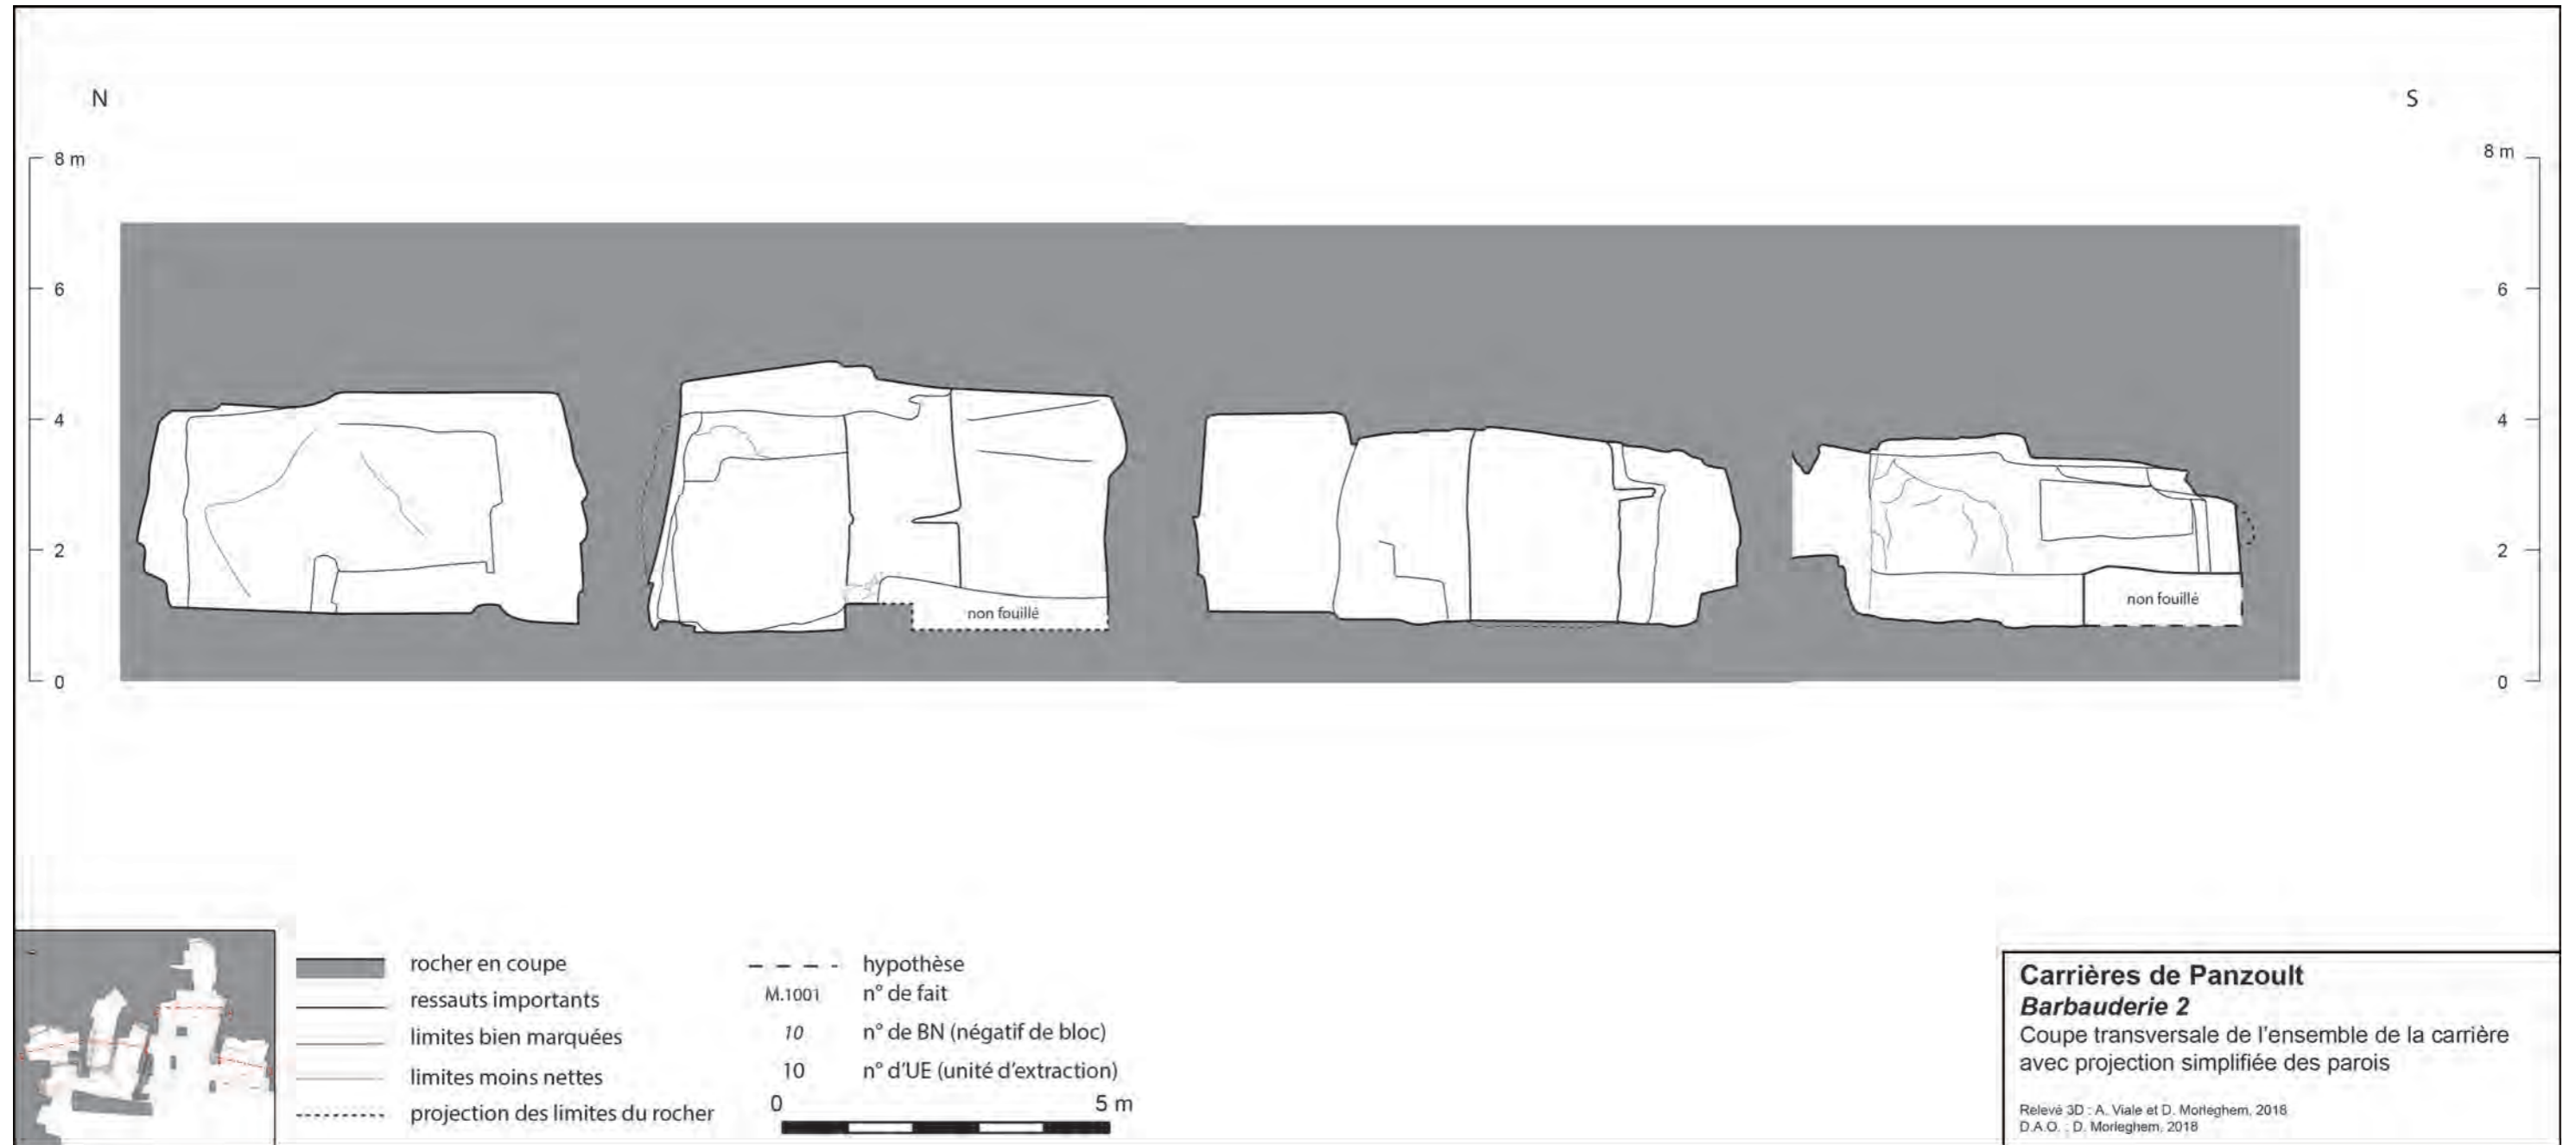 N
S
8 m
8 m
6
6
4
4
2
2
0
0
non fouillé
non fouillé
rocher en coupe
ressauts importants
limites bien marquées
limites moins nettes
projection des limites du rocher
hypothèse
M.1001 n° de fait
10 n° de BN (négatif de bloc)
10 n° d'UE (unité d'extraction)
0 5 m
Carrières de Panzoult
Barbauderie 2
Coupe transversale de l'ensemble de la carrière
avec projection simplifiée des parois
Relevé 3D : A. Viale et D. Morleghem, 2018
D.A.O. : D. Morleghem, 2018